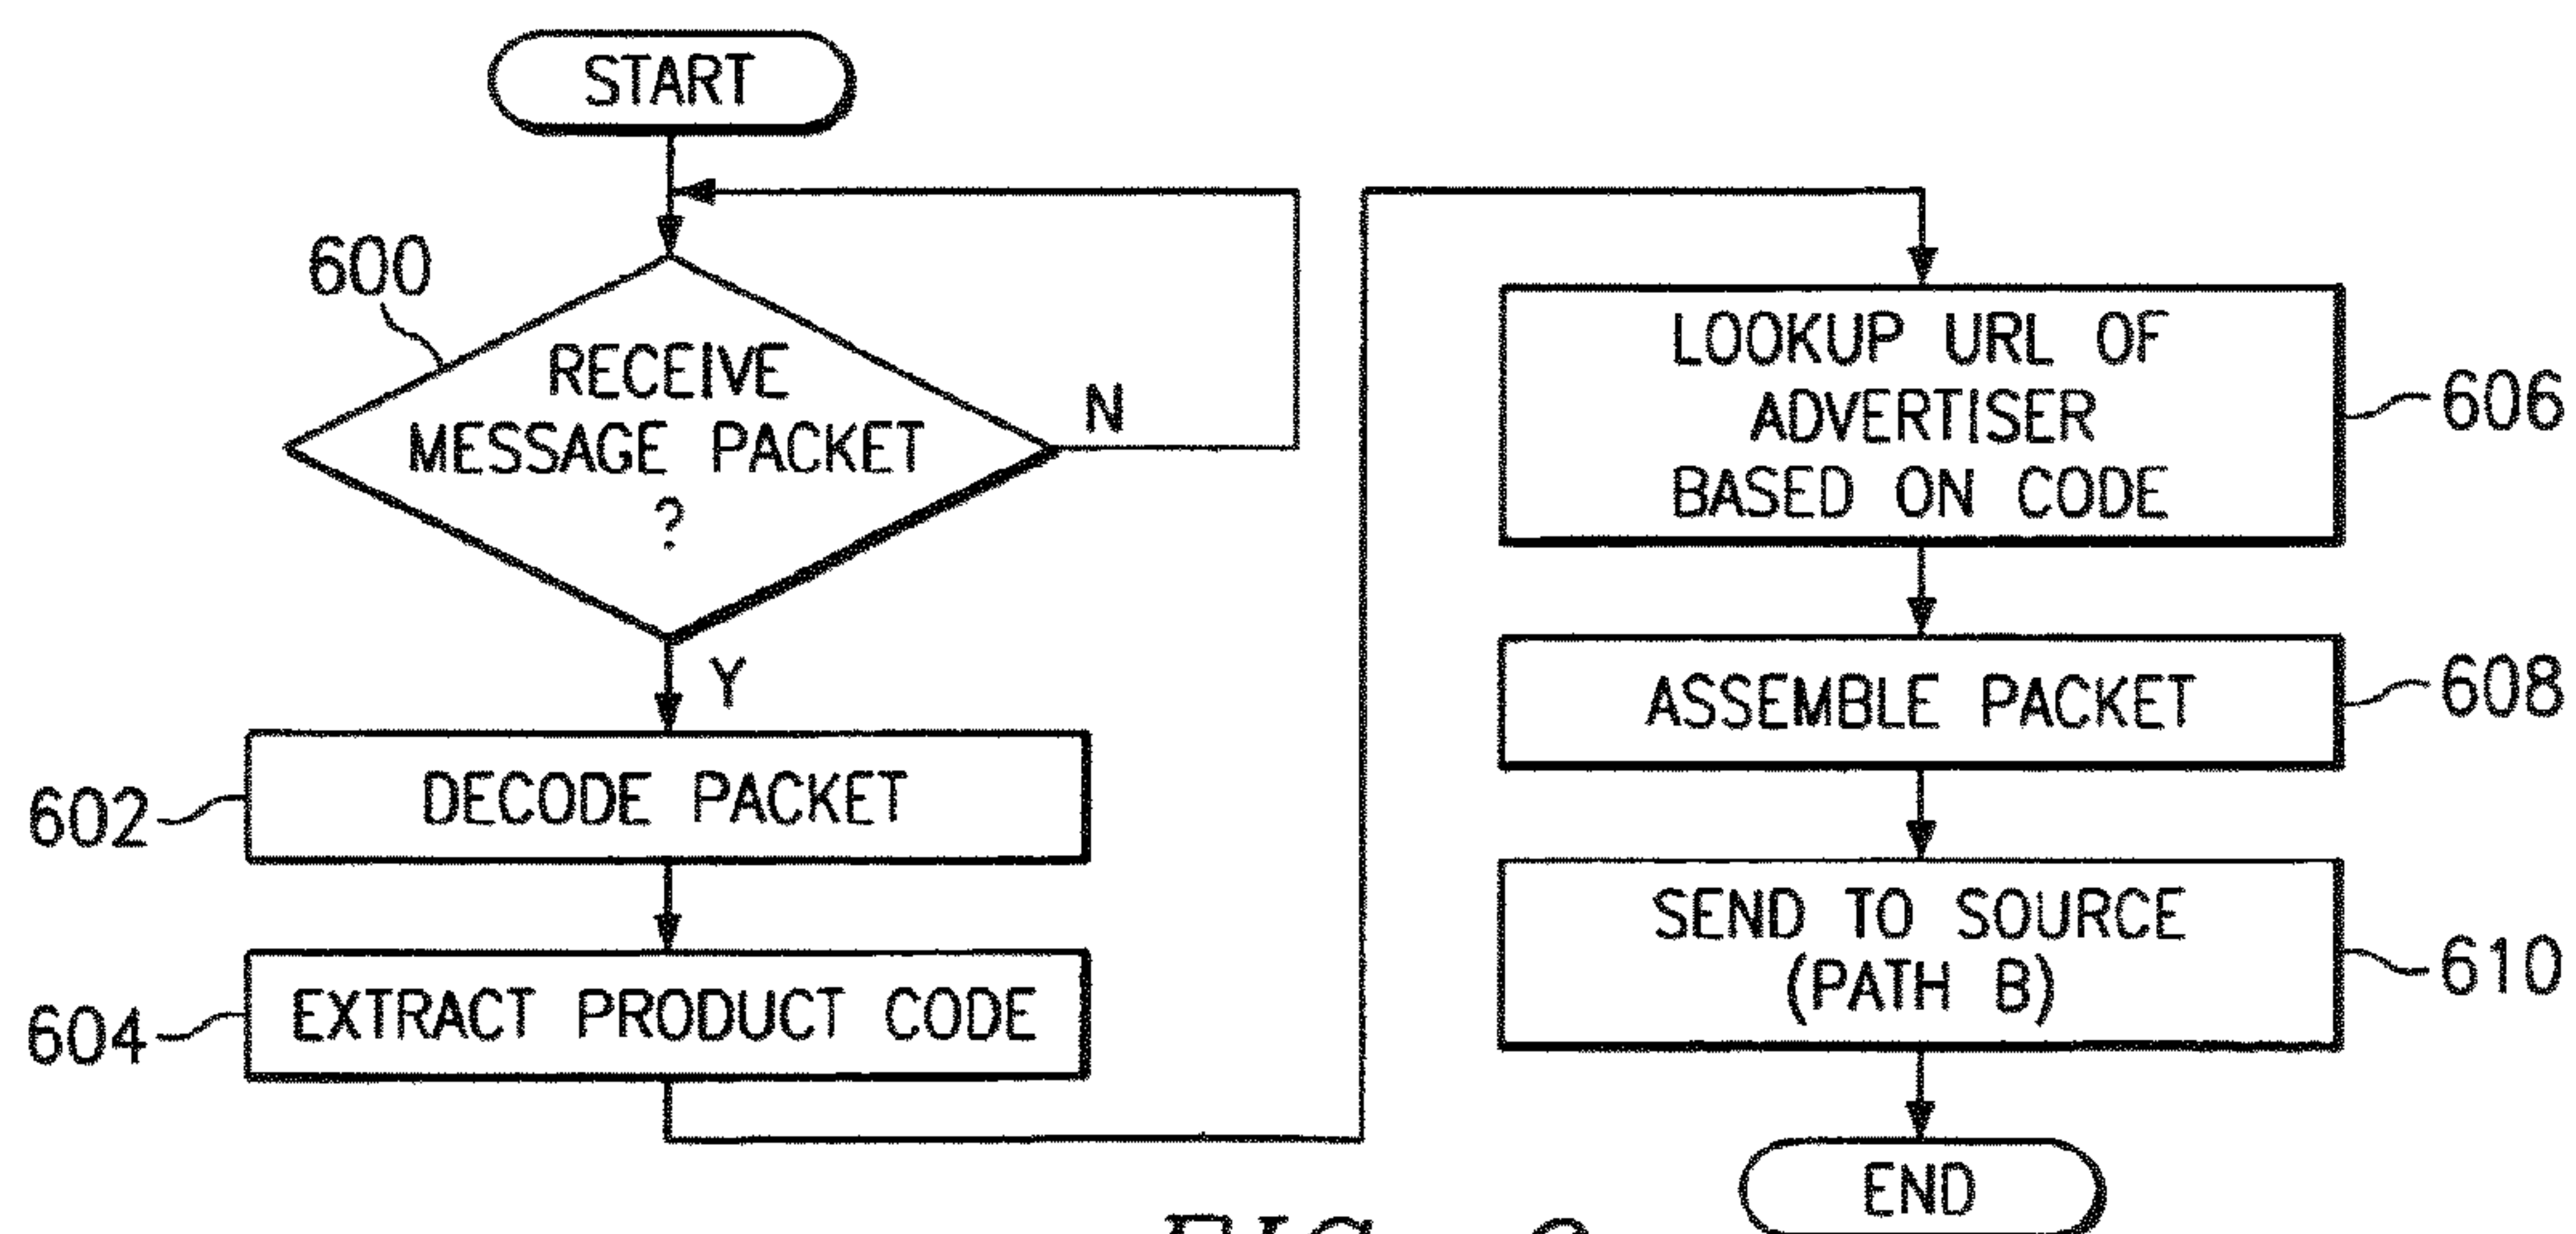 START
600
RECEIVE
MESSAGE PACKET
?
N
Y
602
DECODE PACKET
604
EXTRACT PRODUCT CODE
LOOKUP URL OF
ADVERTISER
BASED ON CODE
606
ASSEMBLE PACKET
608
SEND TO SOURCE
(PATH B)
610
END